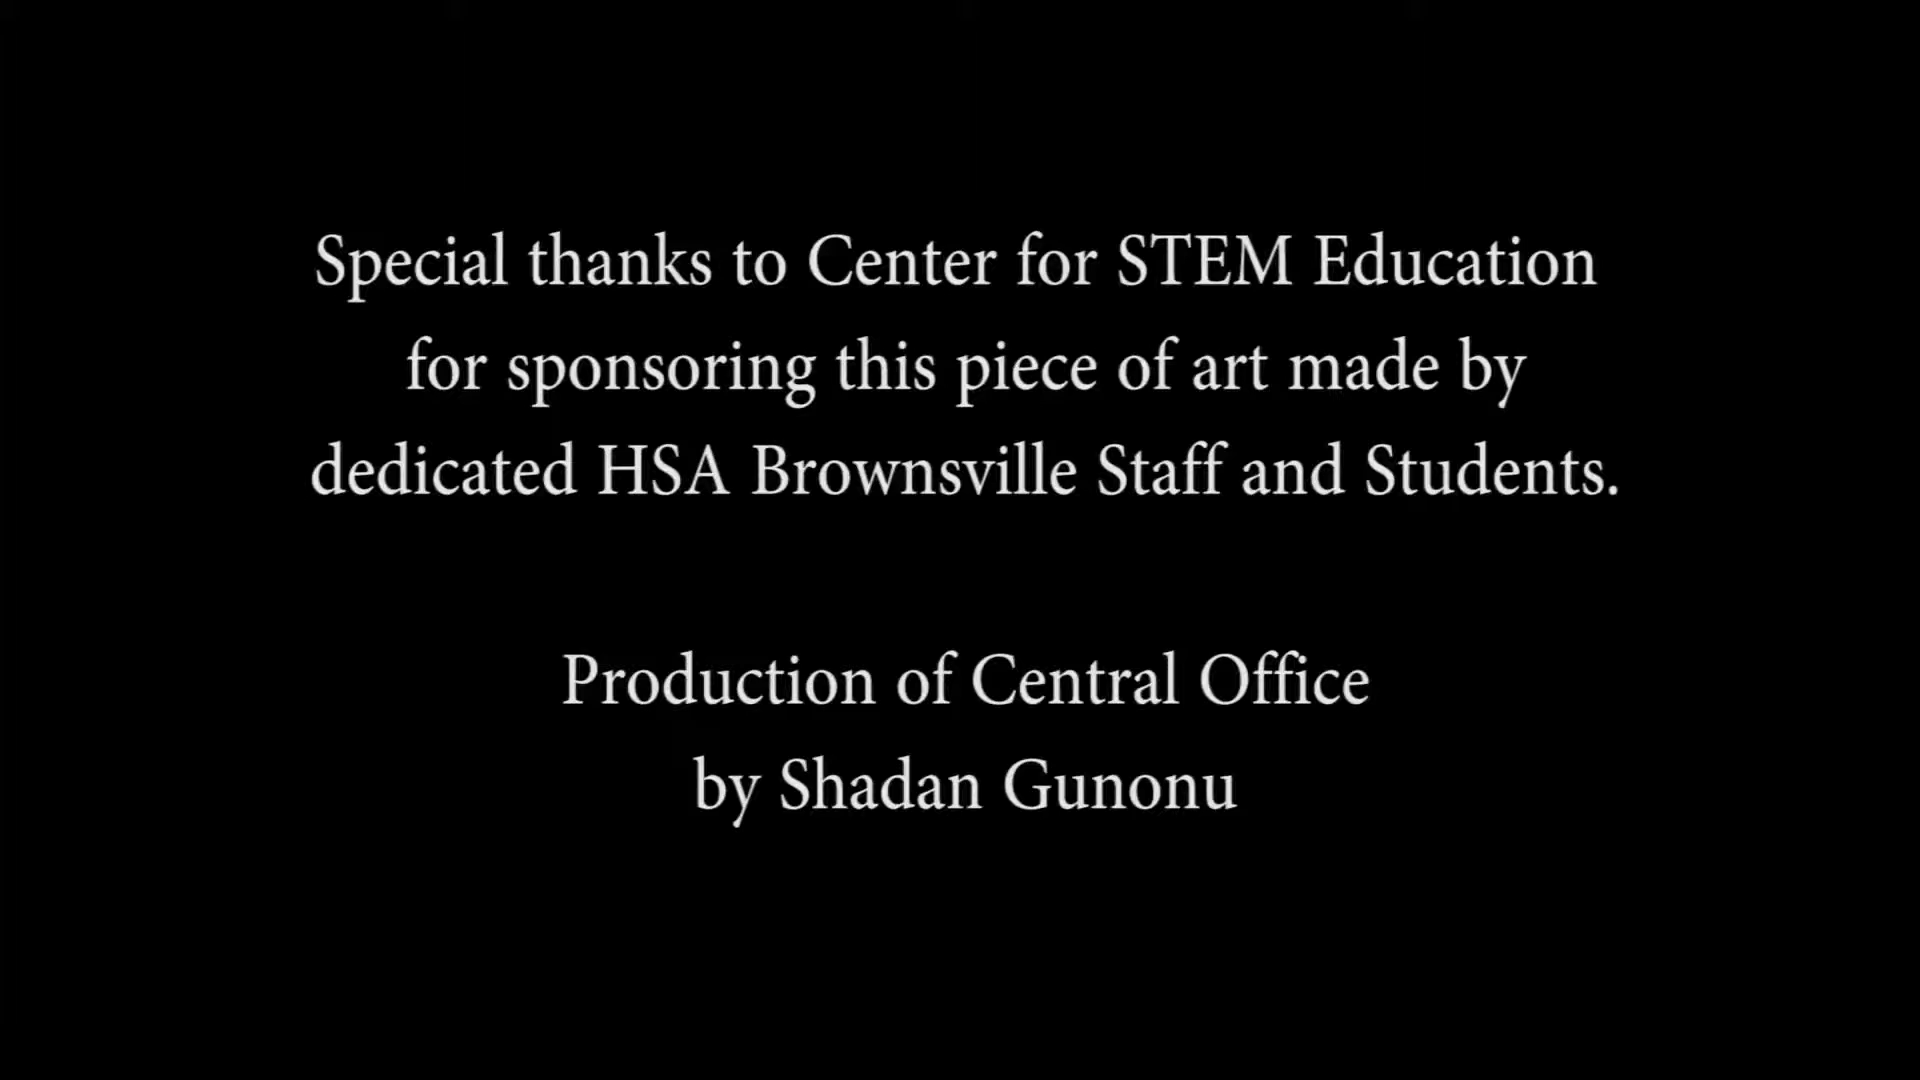 Special thanks to Center for STEM Education
for sponsoring this piece of art made by
dedicated HSA Brownsville Staff and Students.
Production of Central Office
by Shadan Gunonu